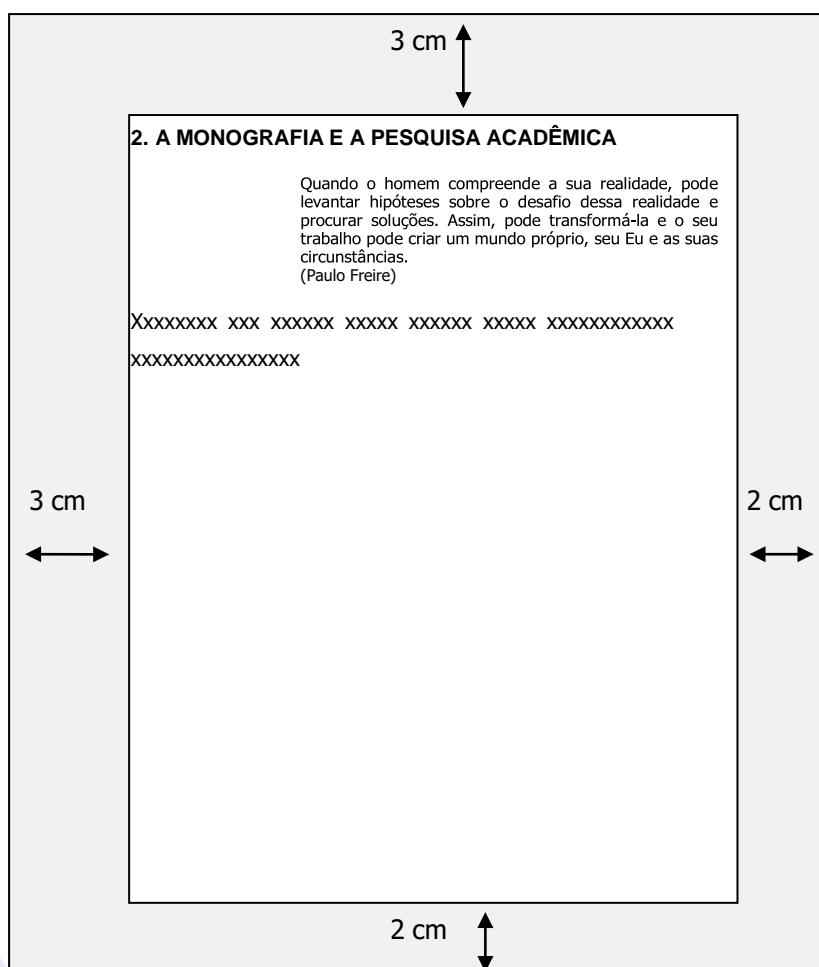 3 cm
2. A MONOGRAFIA E A PESQUISA ACADÊMICA
Quando o homem compreende a sua realidade, pode
levantar hipóteses sobre o desafio dessa realidade e
procurar soluções. Assim, pode transformá-la e o seu
trabalho pode criar um mundo próprio, seu Eu e as suas
circunstâncias.
(Paulo Freire)
Xxxxxxxx xxx xxxxxx xxxxx xxxxxx xxxxx xxxxxxxxxxxx
xxxxxxxxxxxxxxxx
3 cm
2 cm
2 cm